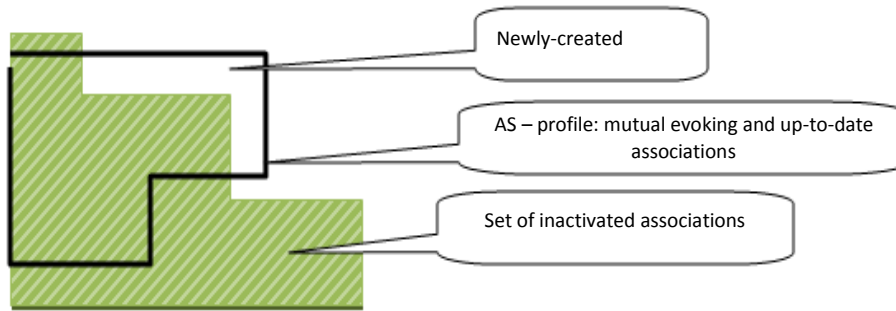 Newly-created
AS – profile: mutual evoking and up-to-date
associations
Set of inactivated associations